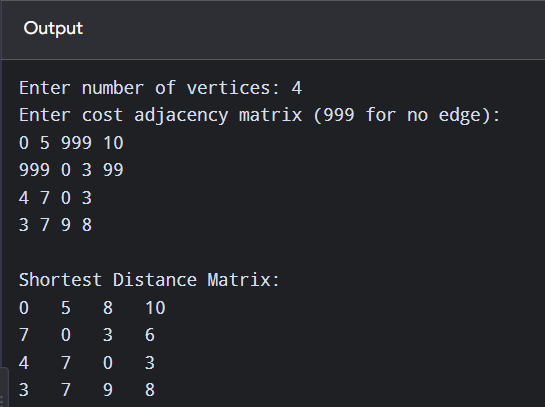 Output
Enter number of vertices: 4
Enter cost adjacency matrix (999 for no edge):
0 5 999 10
999 0 3 99
4 7 0 3
3 7 9 8
Shortest Distance Matrix:
0 5 8 10
7 0 3 6
4 7 0 3
3 7 9 8